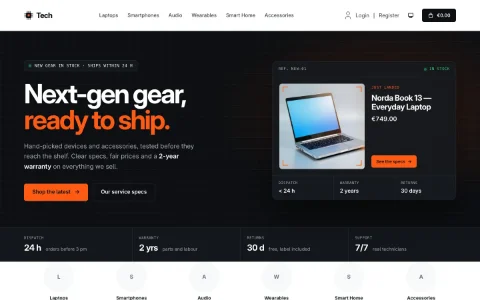 Tech
Laptops Smartphones Audio Wearables Smart Home Accessories
Login | Register
€0.00
NEW GEAR IN STOCK · SHIPS WITHIN 24 H
Next-gen gear,
ready to ship.
Hand-picked devices and accessories, tested before they
reach the shelf. Clear specs, fair prices and a 2-year
warranty on everything we sell.
Shop the latest →
Our service specs
IN STOCK
JUST LANDED
Norda Book 13 —
Everyday Laptop
€749.00
See the specs →
DISPATCH WARRANTY RETURNS
< 24 h 2 years 30 days
DISPATCH WARRANTY RETURNS SUPPORT
24 h orders before 3 pm
2 yrs parts and labour
30 d free, label included
7/7 real technicians
L S A W S A
Laptops Smartphones Audio Wearables Smart Home Accessories